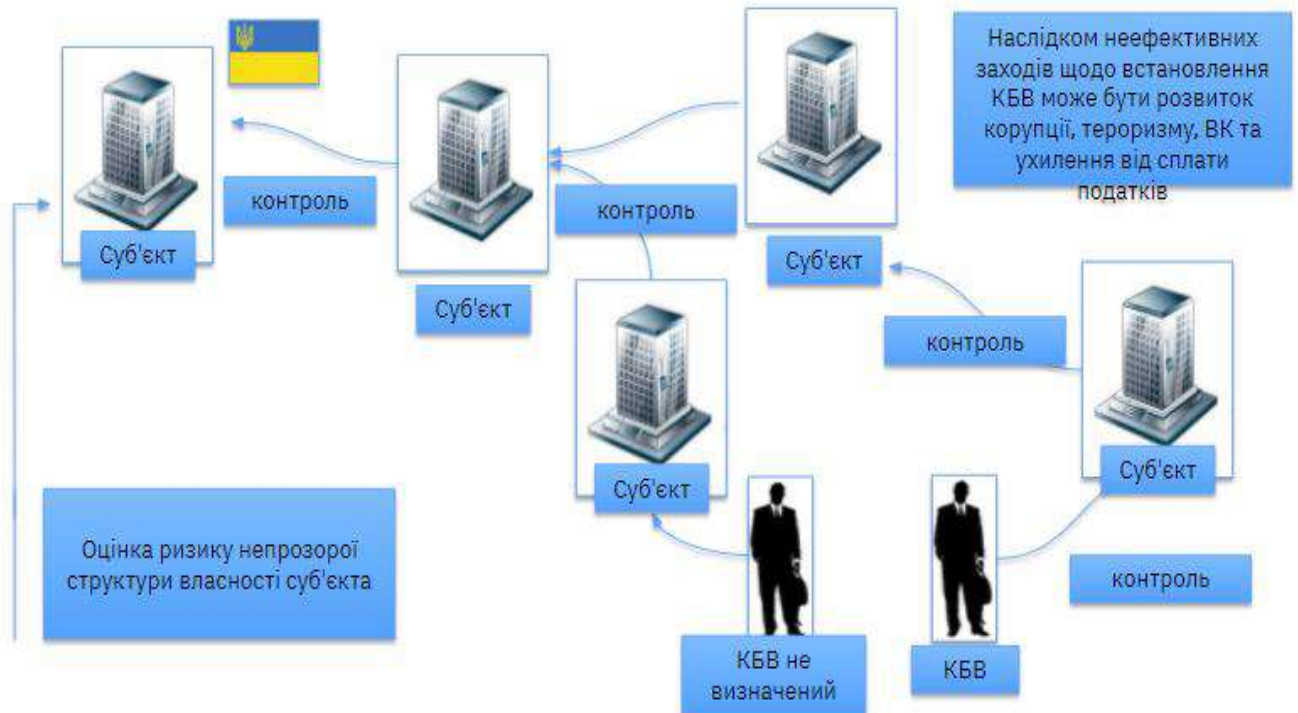 Наслідком неефективних
заходів щодо встановлення
КБВ може бути розвиток
корупції, тероризму, ВК та
ухилення від сплати
податків
контроль
контроль
Суб'єкт
Суб'єкт
Суб'єкт
контроль
Суб'єкт
Суб'єкт
Оцінка ризику непрозорої
структури власності суб'єкта
контроль
КБВ не
визначений
КБВ